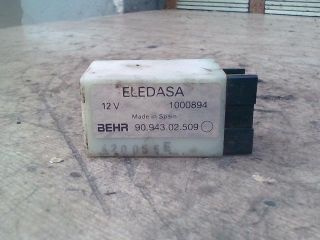 ELEDASA
12 V 1000894
Made in Spain
BEHR 90.943.02.509